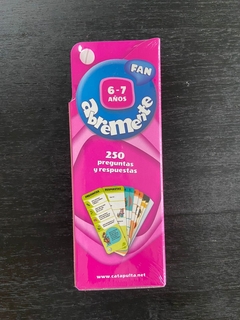 FAN
6-7
AÑOS
abremente
250
preguntas
y respuestas
www.catapulta.net